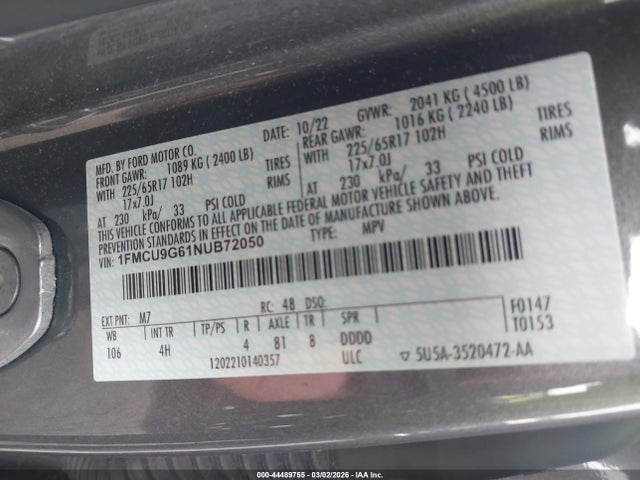 MFD. BY FORD MOTOR CO.
DATE: 10/22 GVWR: 2041 KG ( 4500 LB)
FRONT GAWR: 1089 KG ( 2400 LB)
REAR GAWR: 1016 KG ( 2240 LB)
WITH 225/65R17 102H TIRES
WITH 225/65R17 102H TIRES
17x7.0J RIMS
17x7.0J RIMS
AT 230 kPa/ 33 PSI COLD
AT 230 kPa/ 33 PSI COLD
THIS VEHICLE CONFORMS TO ALL APPLICABLE FEDERAL MOTOR VEHICLE SAFETY AND THEFT
PREVENTION STANDARDS IN EFFECT ON THE DATE OF MANUFACTURE SHOWN ABOVE.
VIN: 1FMCU9G61NUB72050
TYPE: MPV
EXT PNT: M7 RC: 48 DSO: F0147
WB INT TR TP/PS R AXLE TR SPR T0153
106 4H 4 81 8 DDDD
1202210140357 ULC 5U5A-3520472-AA
000-44489755 | 03/02/2026 | IAA Inc.